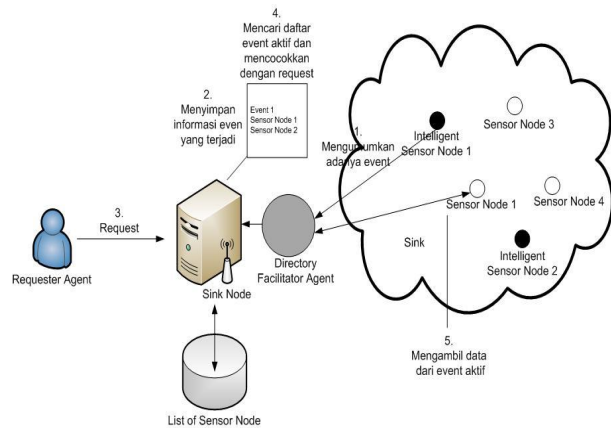 4.
Mencari daftar
event aktif dan
mencocokkan
dengan request
2.
Menyimpan
informasi even
yang terjadi
Event 1
Sensor Node 1
Sensor Node 2
1.
Mengumumkan
adanya event
Intelligent
Sensor Node 1
Sensor Node 3
Sensor Node 1
Sensor Node 4
Sink
Intelligent
Sensor Node 2
3.
Request
Requester Agent
Sink Node
Directory
Facilitator Agent
5.
Mengambil data
dari event aktif
List of Sensor Node